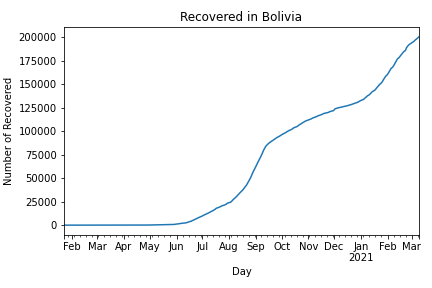 Recovered in Bolivia
Number of Recovered
200000
175000
150000
125000
100000
75000
50000
25000
0
Feb Mar Apr May Jun Jul Aug Sep Oct Nov Dec Jan Feb Mar
2021
Day